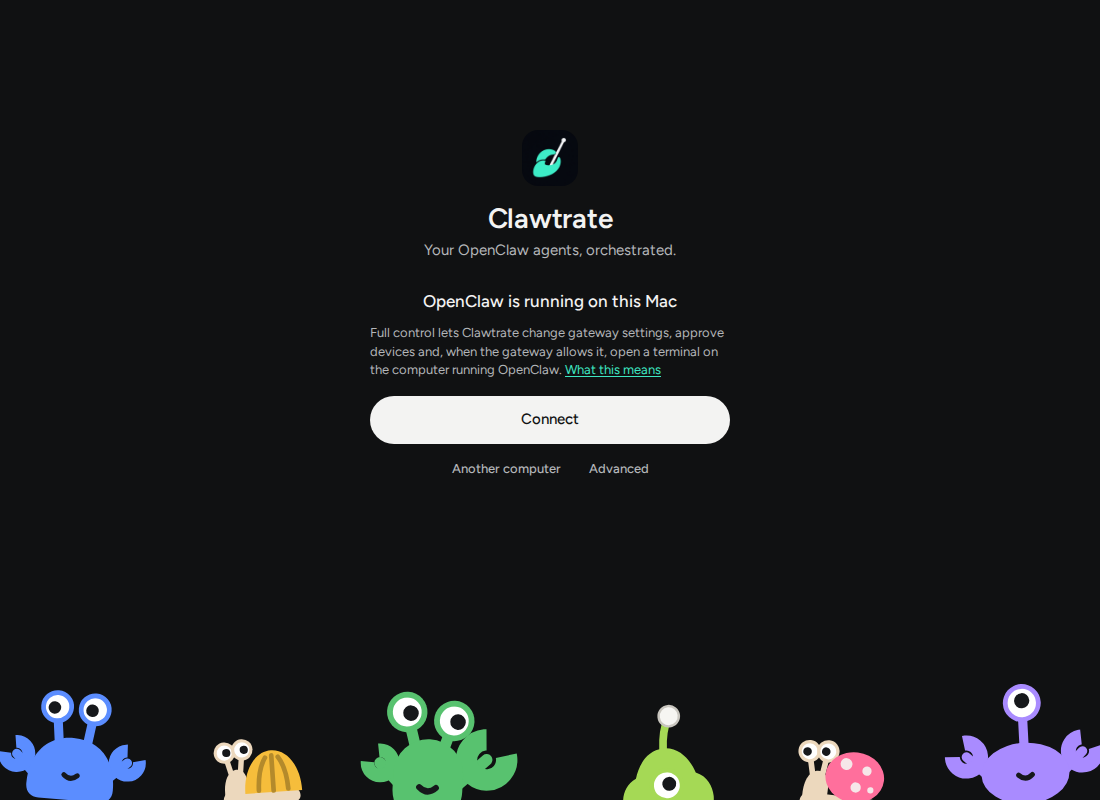 Clawtrate
Your OpenClaw agents, orchestrated.
OpenClaw is running on this Mac
Full control lets Clawtrate change gateway settings, approve
devices and, when the gateway allows it, open a terminal on
the computer running OpenClaw. What this means
Connect
Another computer Advanced